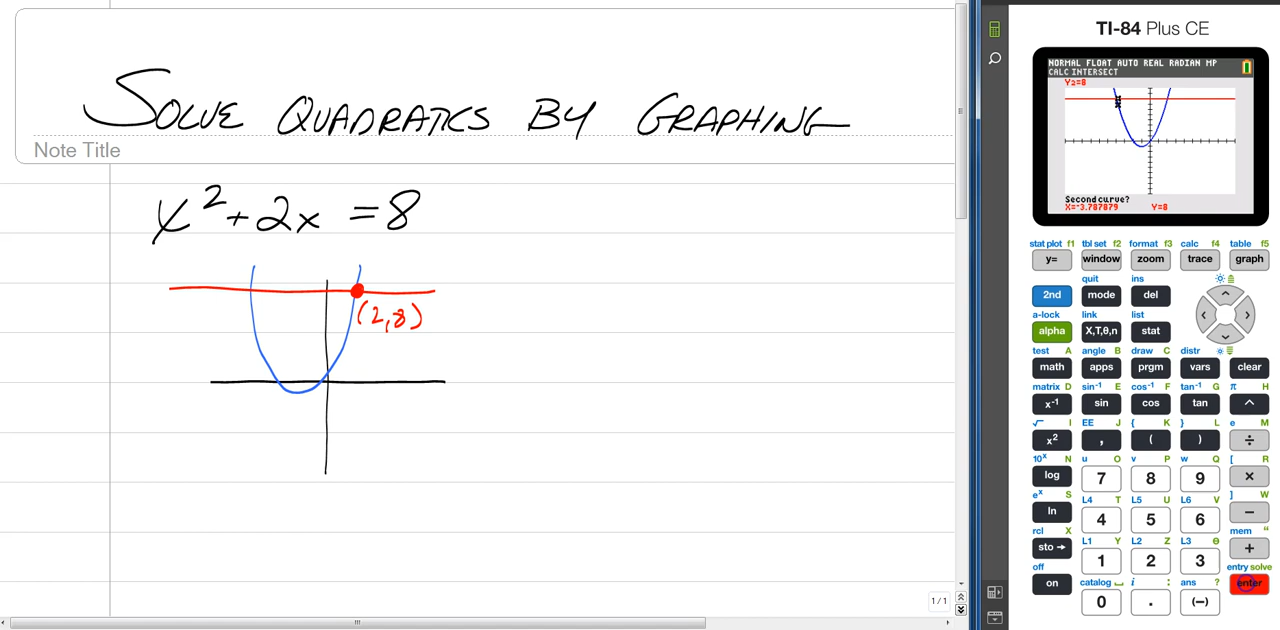 SOLVE QUADRATICS BY GRAPHING
Note Title
x²+2x = 8
(2,8)
1 / 1
TI-84 Plus CE
NORMAL FLOAT AUTO REAL RADIAN MP
CALC INTERSECT
Y2=8
Second curve?
X=-3.787879 Y=8
stat plot f1 tbl set f2 format f3 calc f4 table f5
y= window zoom trace graph
quit ins
2nd mode del
a-lock link list
alpha X,T,θ,n stat
test A angle B draw C distr
math apps prgm vars clear
matrix D sin⁻¹ E cos⁻¹ F tan⁻¹ G π H
x⁻¹ sin cos tan ^
√ I EE J { K } L e M
x² , ( ) ÷
10ˣ N u O v P w Q [ R
log 7 8 9 ×
eˣ S L4 T L5 U L6 V ] W
ln 4 5 6 −
rcl X L1 Y L2 Z L3 θ mem "
sto → 1 2 3 +
off catalog i : ans ? entry solve
on 0 . (−) enter